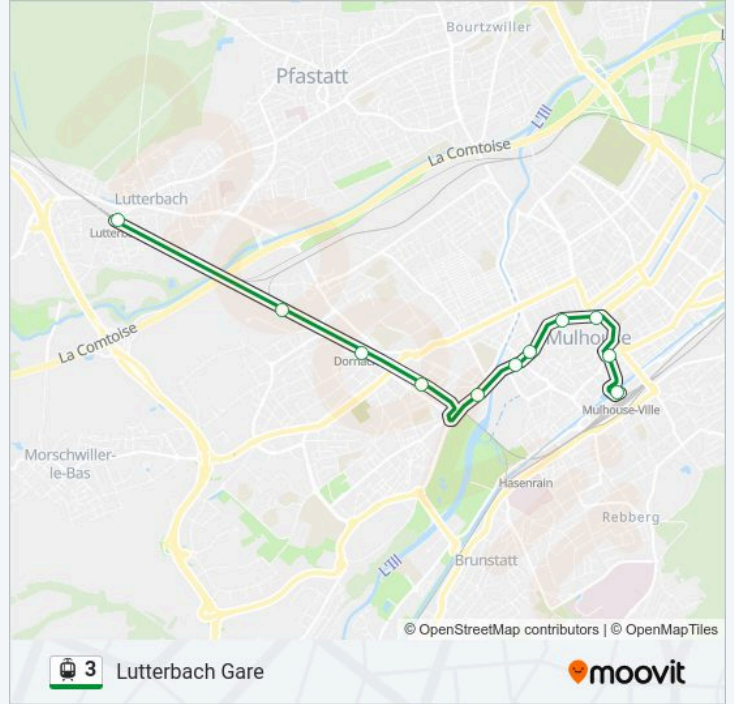 Bourtzwiller
Pfastatt
L'Ill
La Comtoise
Lutterbach
La Comtoise
Mulhouse
Mulhouse-Ville
Morschwiller-
le-Bas
Hasenrain
Rebberg
Brunstatt
L'Ill
© OpenStreetMap contributors | © OpenMapTiles
3 Lutterbach Gare
moovit